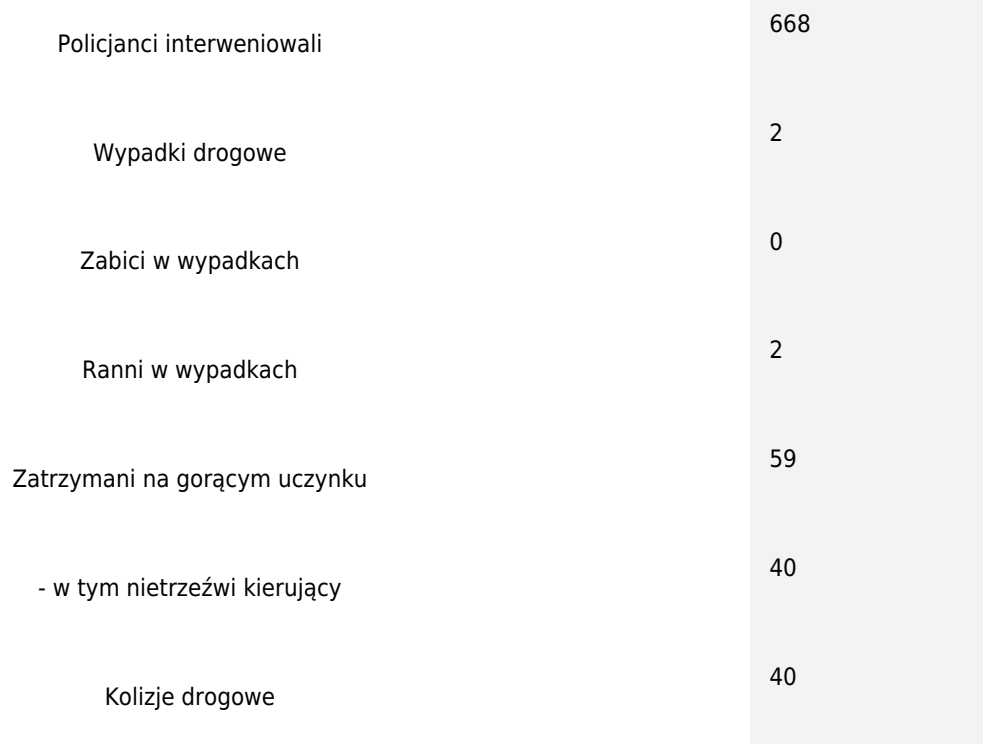 Policjanci interweniowali 668
Wypadki drogowe 2
Zabici w wypadkach 0
Ranni w wypadkach 2
Zatrzymani na gorącym uczynku 59
- w tym nietrzeźwi kierujący 40
Kolizje drogowe 40